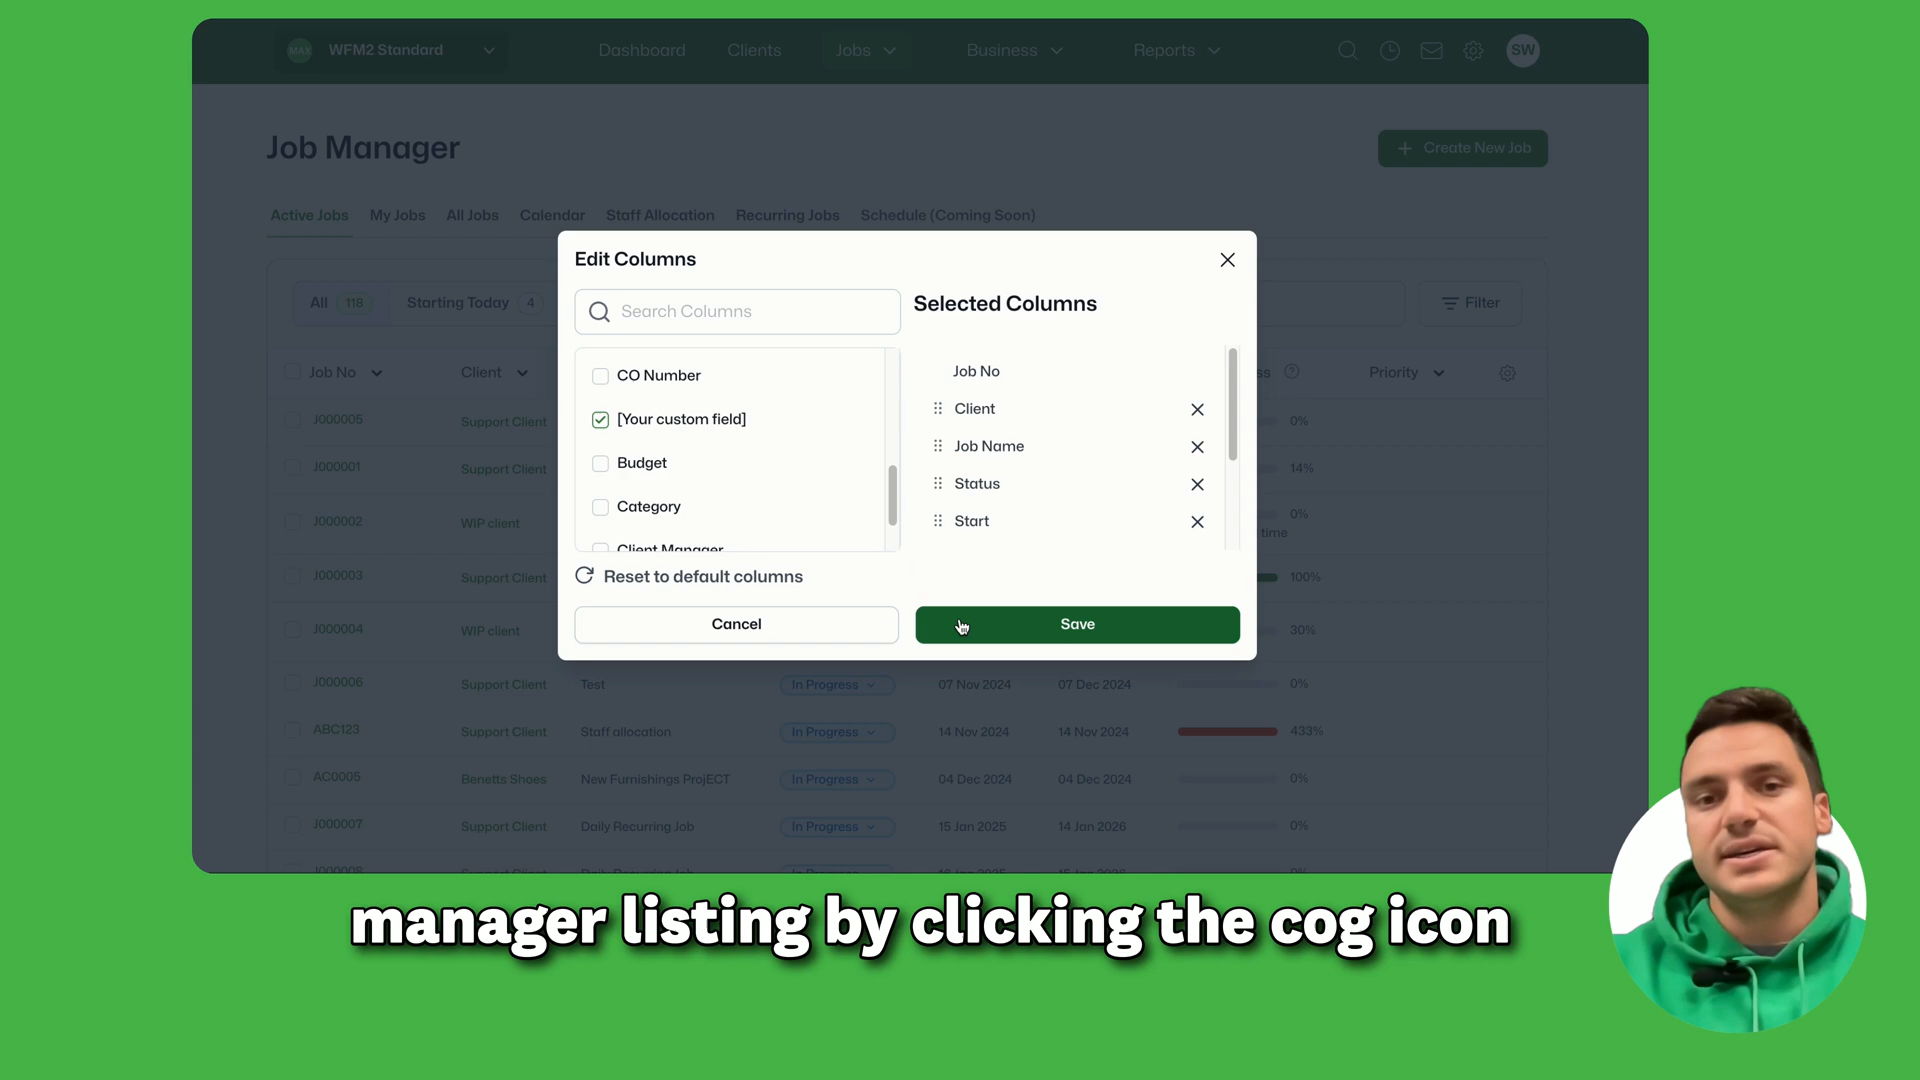 MAX WFM2 Standard Dashboard Clients Jobs Business Reports SW
Job Manager
+ Create New Job
Active Jobs My Jobs All Jobs Calendar Staff Allocation Recurring Jobs Schedule (Coming Soon)
Edit Columns
Search Columns
Selected Columns
All 118 Starting Today 4
Filter
CO Number
[Your custom field]
Budget
Category
Client Manager
Job No
Client
Job Name
Status
Start
Reset to default columns
Cancel
Save
Job No Client ss Priority
J000005 Support Client 0%
J000001 Support Client 14%
J000002 WIP client 0%
time
J000003 Support Client 100%
J000004 WIP client 30%
J000006 Support Client Test In Progress 07 Nov 2024 07 Dec 2024 0%
ABC123 Support Client Staff allocation In Progress 14 Nov 2024 14 Nov 2024 433%
AC0005 Benetts Shoes New Furnishings ProjECT In Progress 04 Dec 2024 04 Dec 2024 0%
J000007 Support Client Daily Recurring Job In Progress 15 Jan 2025 14 Jan 2026 0%
manager listing by clicking the cog icon